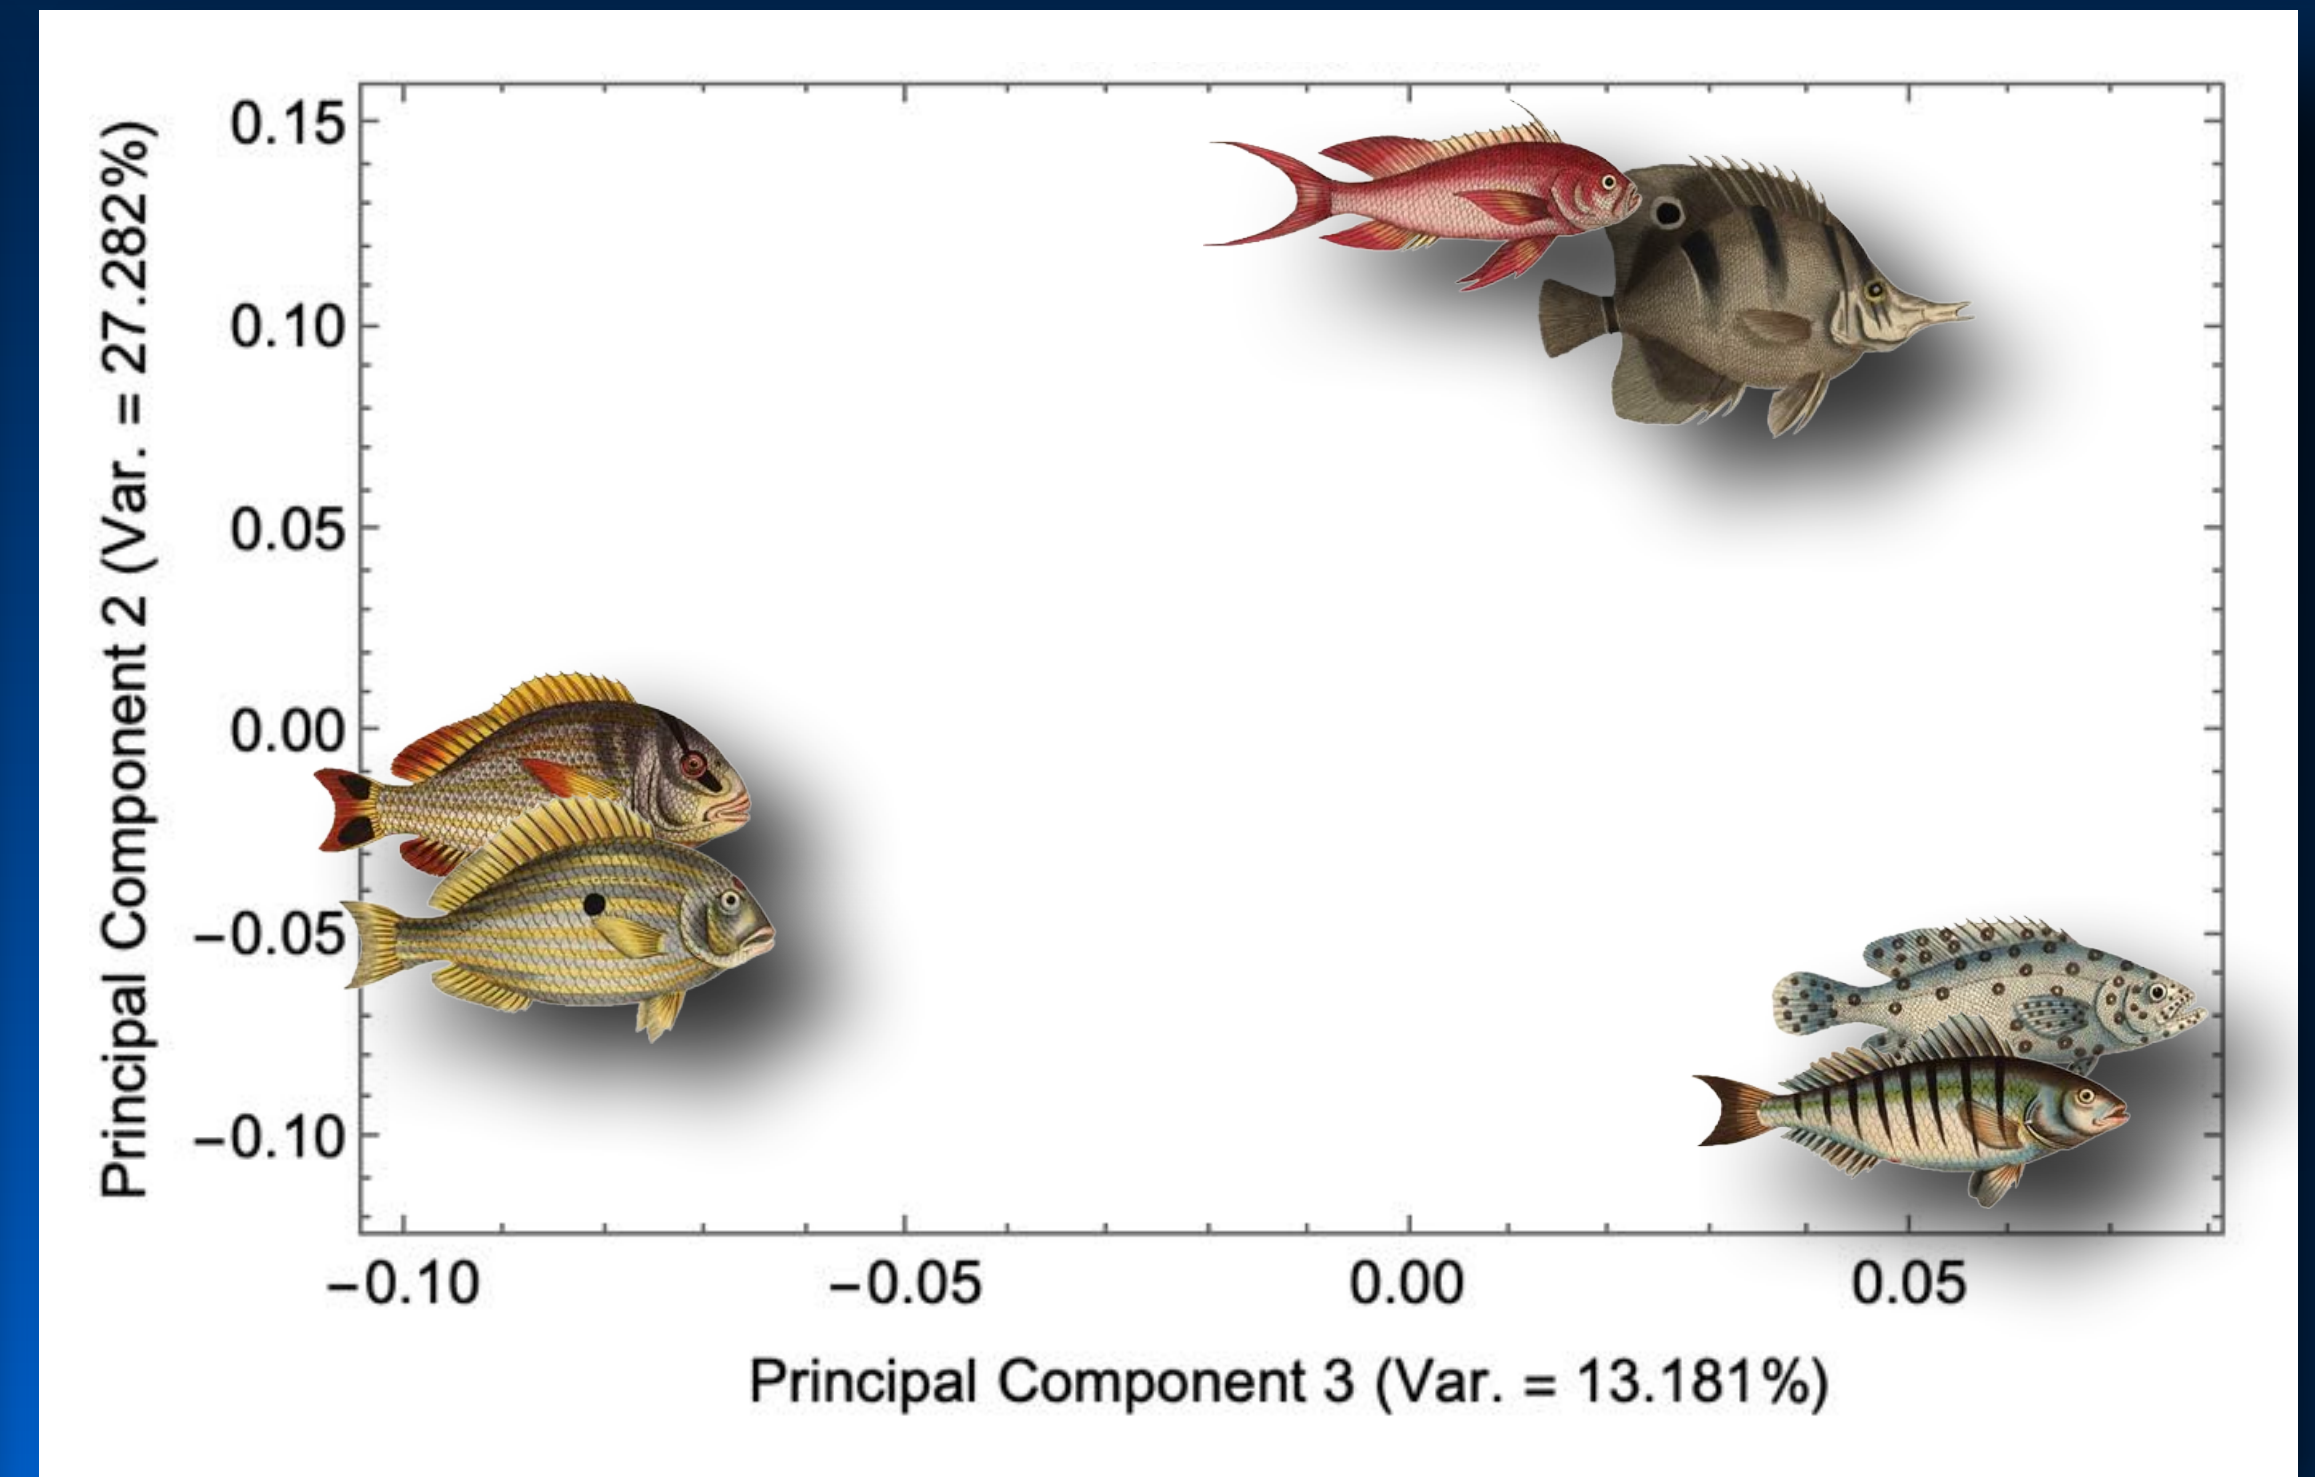 Principal Component 2 (Var. = 27.282%)
0.15
0.10
0.05
0.00
−0.05
−0.10
−0.10 −0.05 0.00 0.05
Principal Component 3 (Var. = 13.181%)